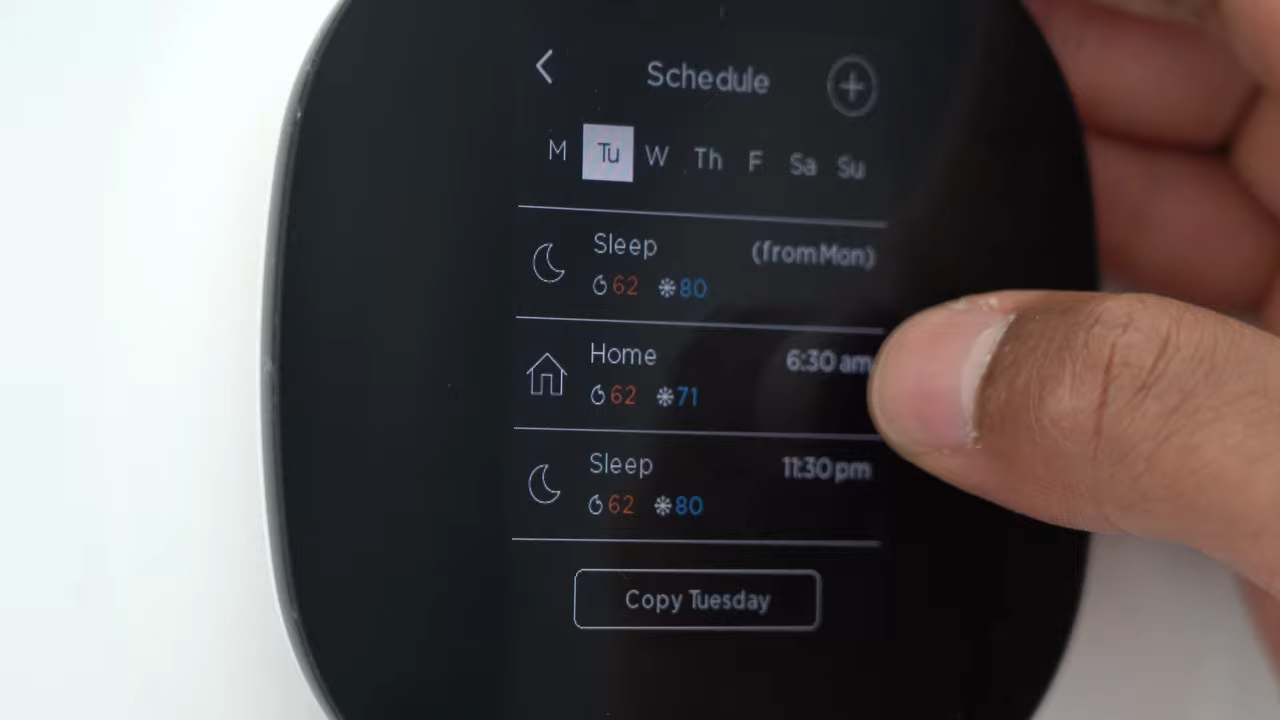 Schedule
M Tu W Th F Sa Su
Sleep (from Mon)
62 80
Home 6:30 am
62 71
Sleep 11:30 pm
62 80
Copy Tuesday